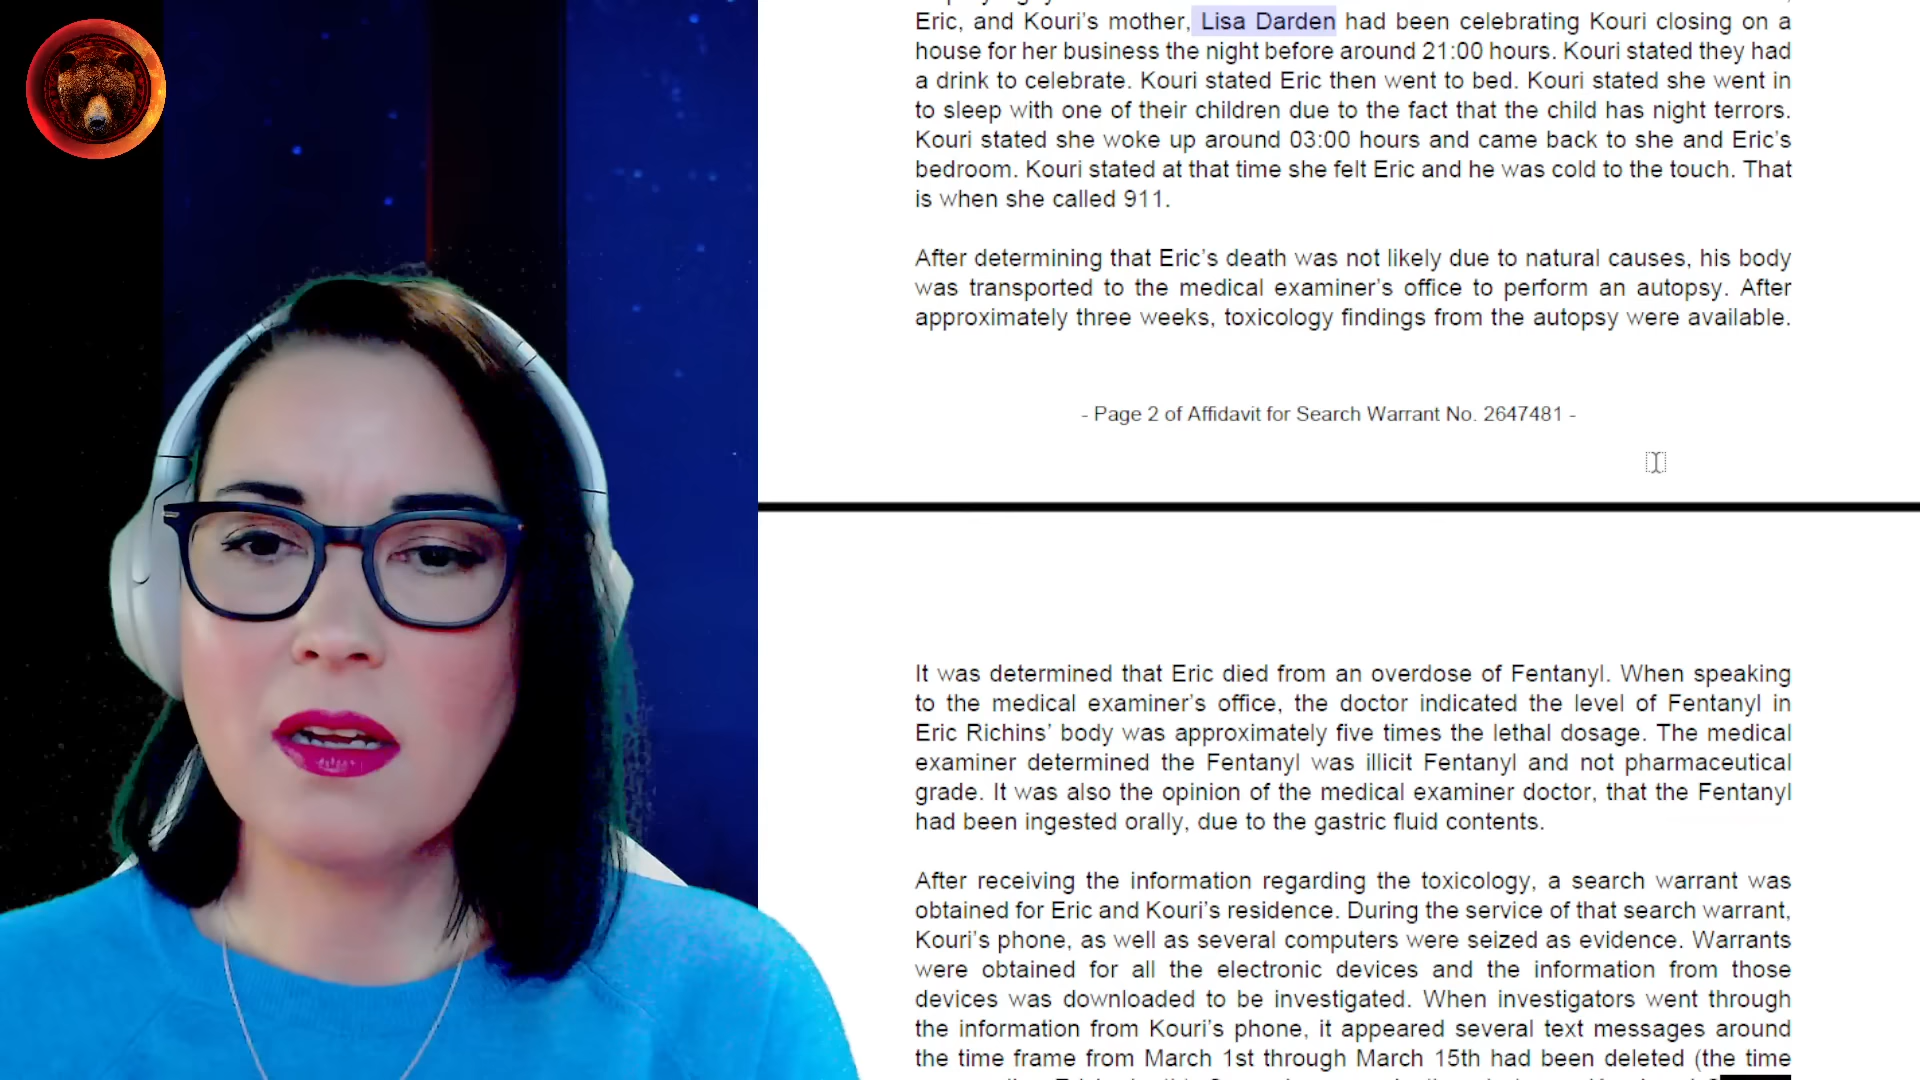 Eric, and Kouri's mother, Lisa Darden had been celebrating Kouri closing on a
house for her business the night before around 21:00 hours. Kouri stated they had
a drink to celebrate. Kouri stated Eric then went to bed. Kouri stated she went in
to sleep with one of their children due to the fact that the child has night terrors.
Kouri stated she woke up around 03:00 hours and came back to she and Eric's
bedroom. Kouri stated at that time she felt Eric and he was cold to the touch. That
is when she called 911.
After determining that Eric's death was not likely due to natural causes, his body
was transported to the medical examiner's office to perform an autopsy. After
approximately three weeks, toxicology findings from the autopsy were available.
- Page 2 of Affidavit for Search Warrant No. 2647481 -
It was determined that Eric died from an overdose of Fentanyl. When speaking
to the medical examiner's office, the doctor indicated the level of Fentanyl in
Eric Richins' body was approximately five times the lethal dosage. The medical
examiner determined the Fentanyl was illicit Fentanyl and not pharmaceutical
grade. It was also the opinion of the medical examiner doctor, that the Fentanyl
had been ingested orally, due to the gastric fluid contents.
After receiving the information regarding the toxicology, a search warrant was
obtained for Eric and Kouri's residence. During the service of that search warrant,
Kouri's phone, as well as several computers were seized as evidence. Warrants
were obtained for all the electronic devices and the information from those
devices was downloaded to be investigated. When investigators went through
the information from Kouri's phone, it appeared several text messages around
the time frame from March 1st through March 15th had been deleted (the time